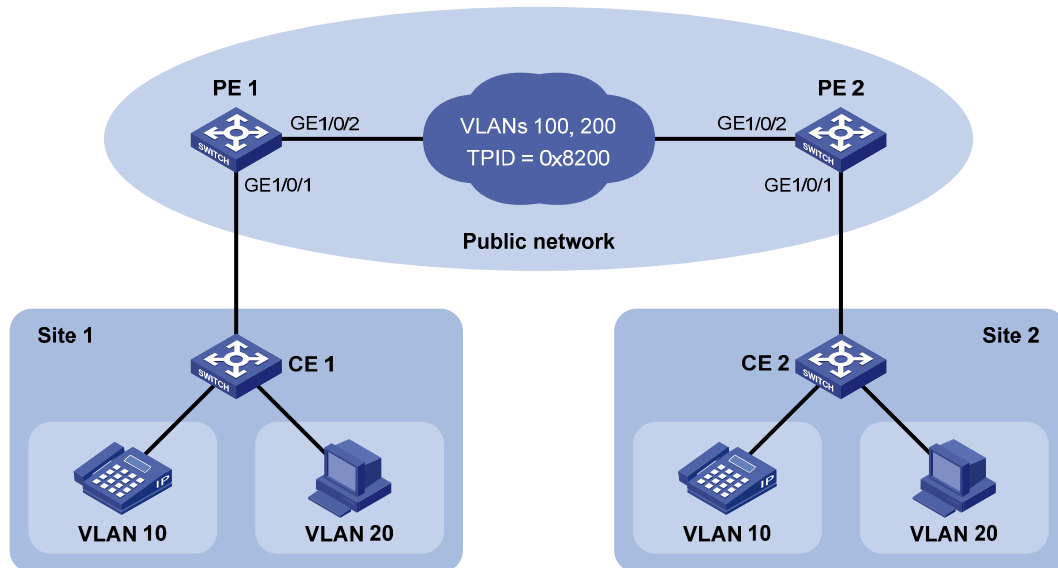 PE 1
PE 2
GE1/0/2
VLANs 100, 200
TPID = 0x8200
GE1/0/2
SWITCH
SWITCH
GE1/0/1
GE1/0/1
Public network
Site 1
CE 1
SWITCH
CE 2
SWITCH
Site 2
IP
VLAN 10
VLAN 20
IP
VLAN 10
VLAN 20